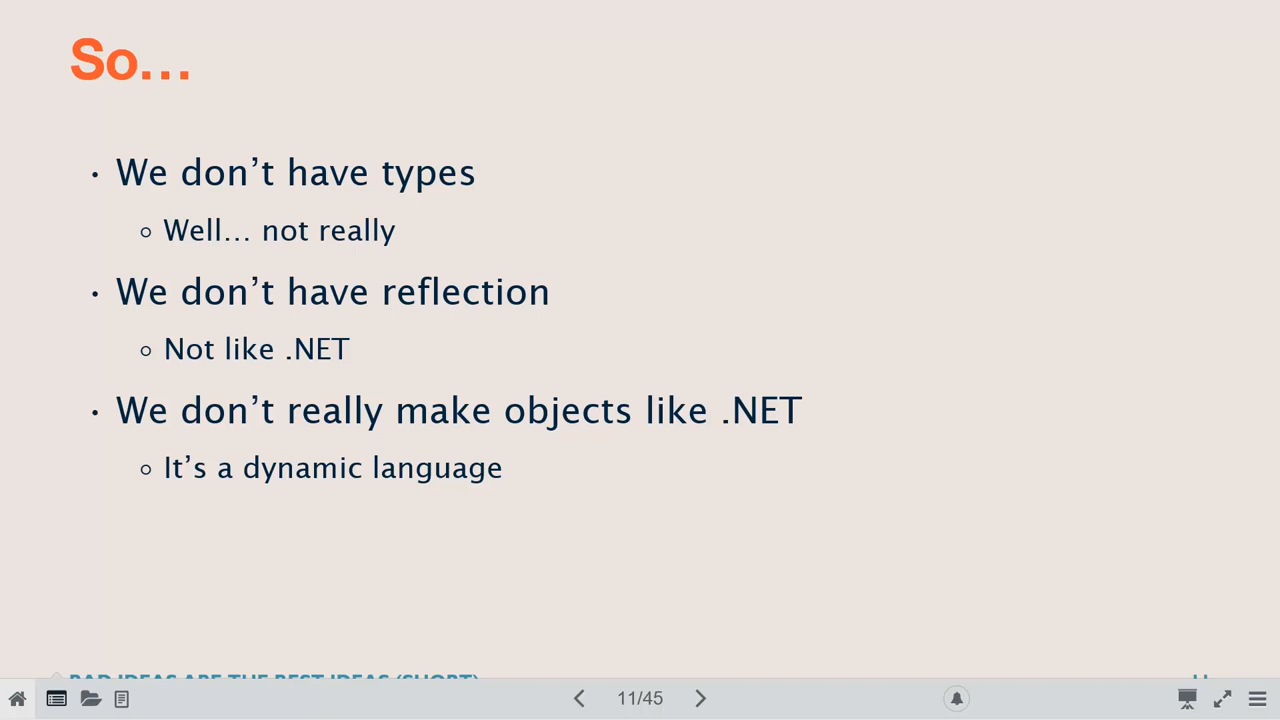 So…
• We don’t have types
○ Well… not really
• We don’t have reflection
○ Not like .NET
• We don’t really make objects like .NET
○ It’s a dynamic language
BAD IDEAS ARE THE BEST IDEAS (SHORT)
11/45